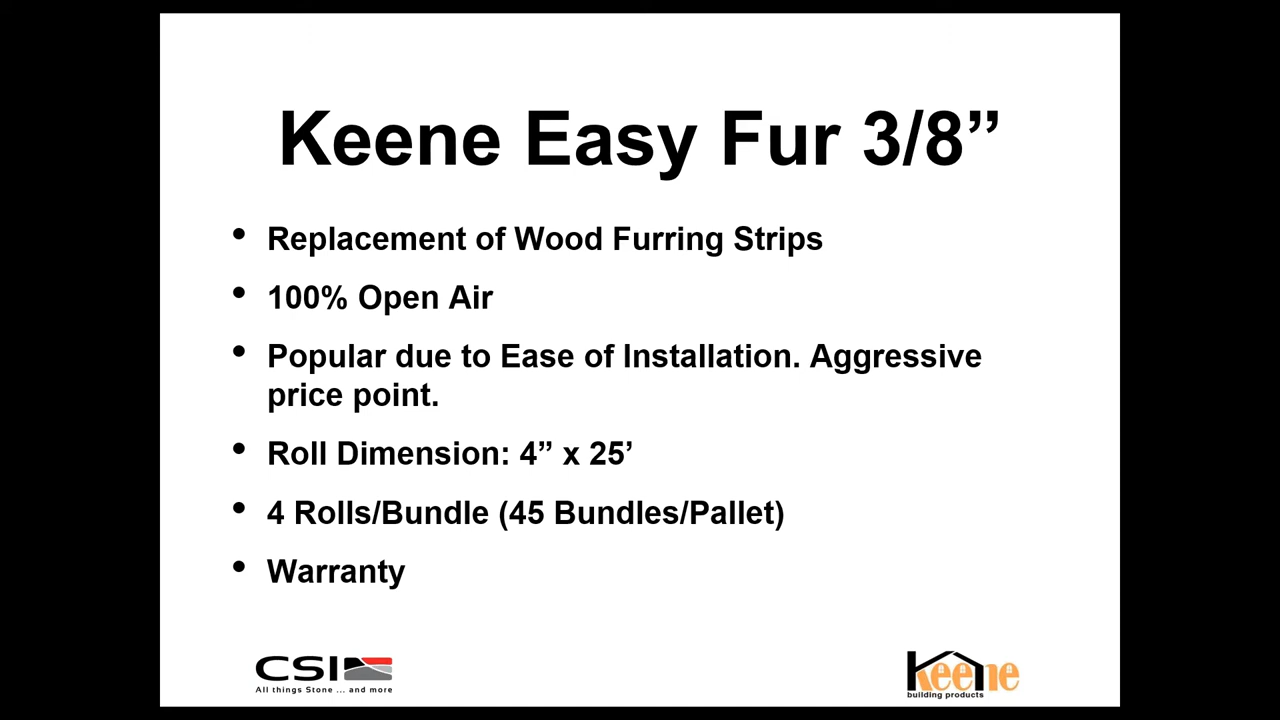 Keene Easy Fur 3/8”
• Replacement of Wood Furring Strips
• 100% Open Air
• Popular due to Ease of Installation. Aggressive
price point.
• Roll Dimension: 4” x 25’
• 4 Rolls/Bundle (45 Bundles/Pallet)
• Warranty
CSI
All things Stone ... and more
Keene
building products